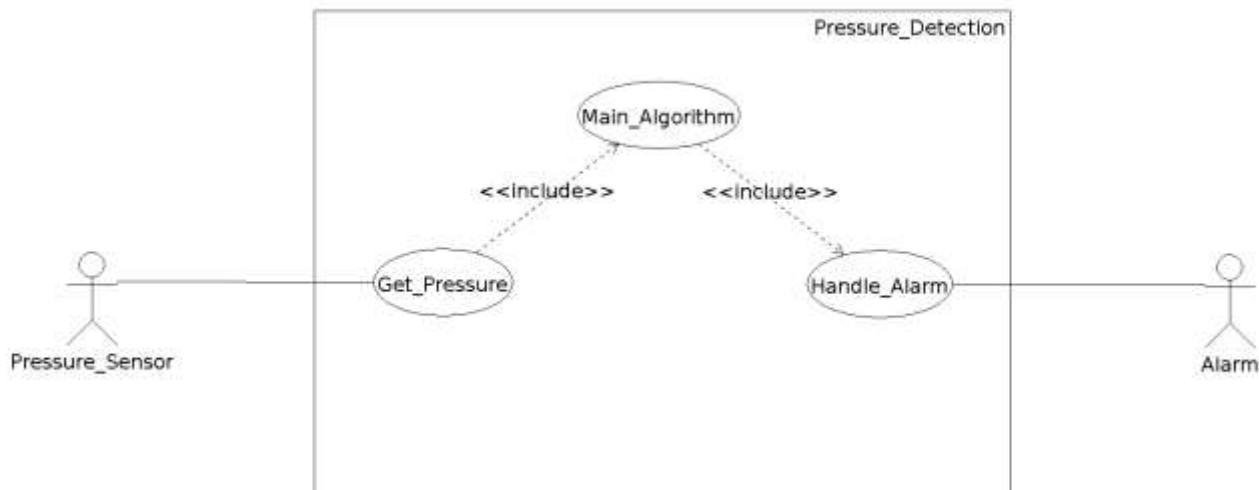 Pressure_Detection
Main_Algorithm
<<include>>
<<include>>
Get_Pressure
Handle_Alarm
Pressure_Sensor
Alarm